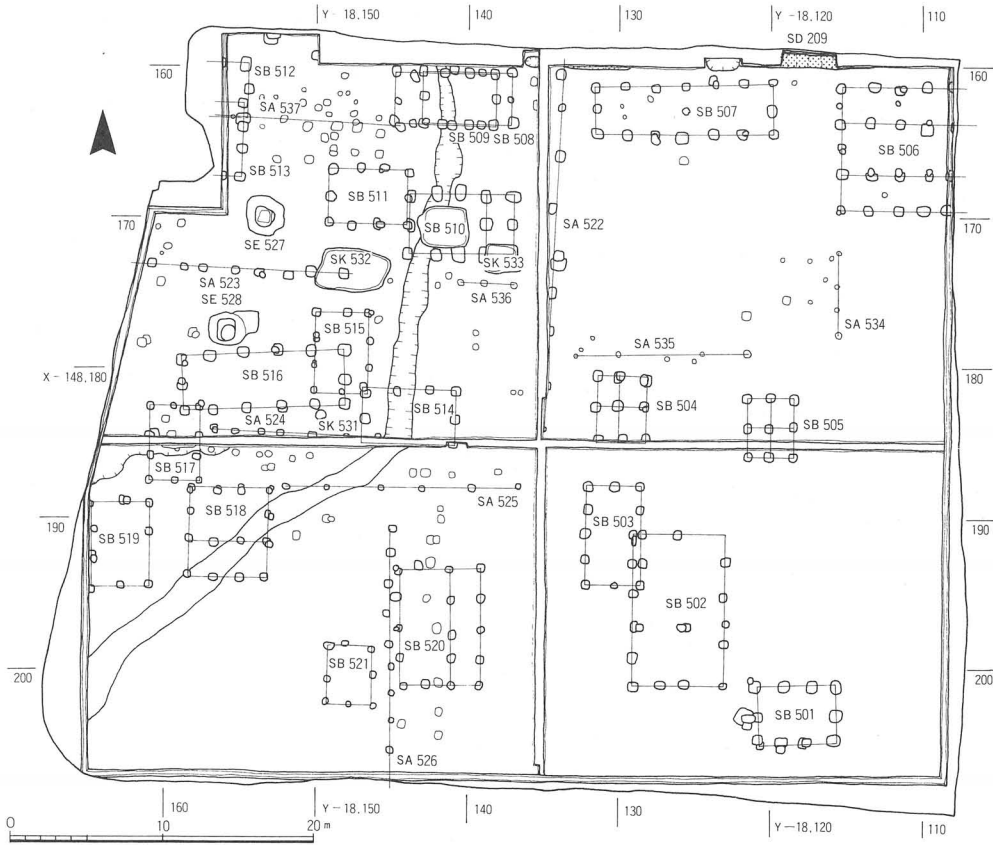 Y-18,150
140
130
Y-18,120
110
SD 209
160
160
SB 512
SA 537
SB 507
SB 509 SB 508
SB 506
SB 513
SB 511
170
SA 522
SB 510
170
SE 527
SK 532
SK 533
SA 523
SA 536
SE 528
SB 515
SA 534
SA 535
X-148,180
SB 516
180
SB 504
SB 514
SA 524
SK 531
SB 505
SB 517
SA 525
SB 518
190
SB 503
190
SB 519
SB 502
SB 520
SB 521
200
200
SB 501
SA 526
160
Y-18,150
140
130
Y-18,120
110
0
10
20
m